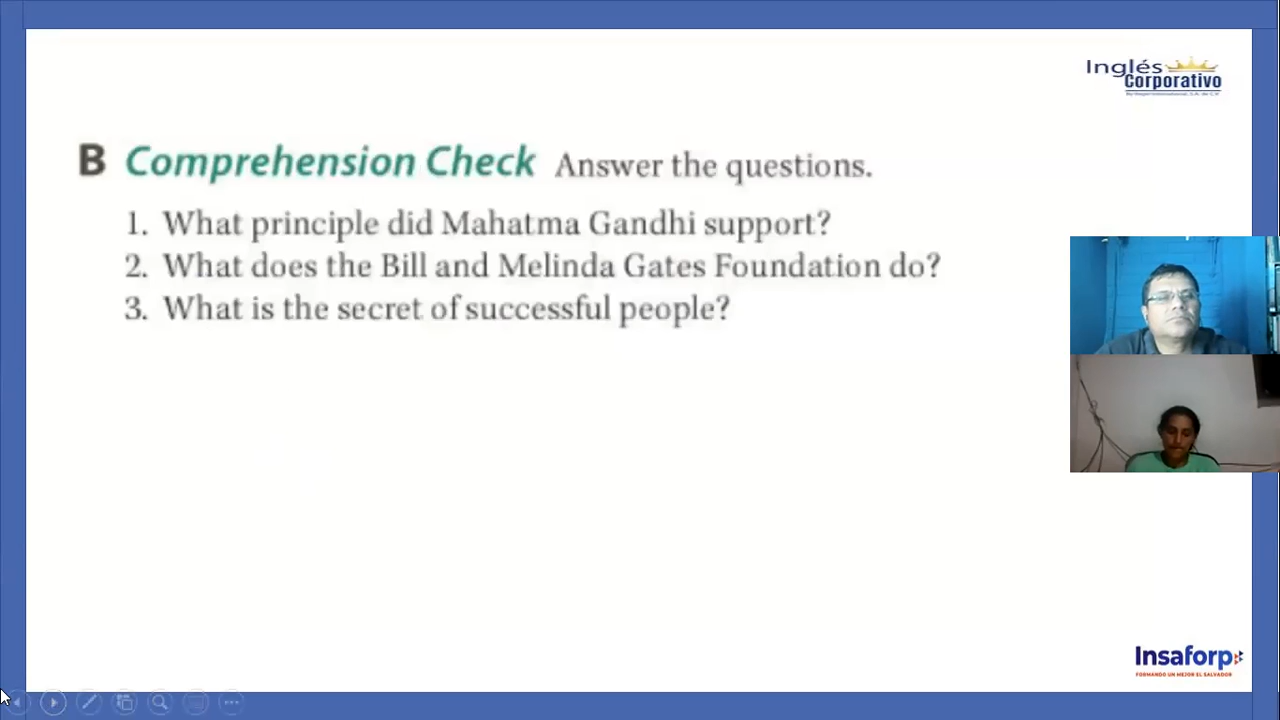 Inglés
Corporativo
B Comprehension Check Answer the questions.
1. What principle did Mahatma Gandhi support?
2. What does the Bill and Melinda Gates Foundation do?
3. What is the secret of successful people?
Insaforp
FORMANDO UN MEJOR EL SALVADOR